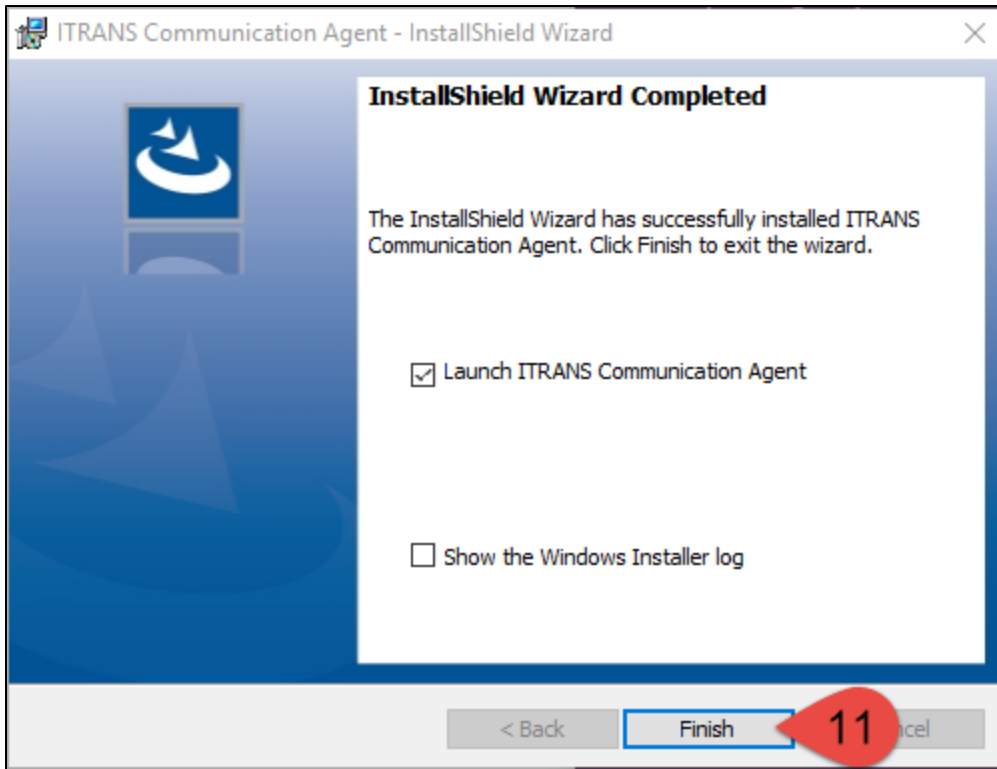 ITRANS Communication Agent - InstallShield Wizard
InstallShield Wizard Completed
The InstallShield Wizard has successfully installed ITRANS
Communication Agent. Click Finish to exit the wizard.
Launch ITRANS Communication Agent
Show the Windows Installer log
< Back
Finish
11